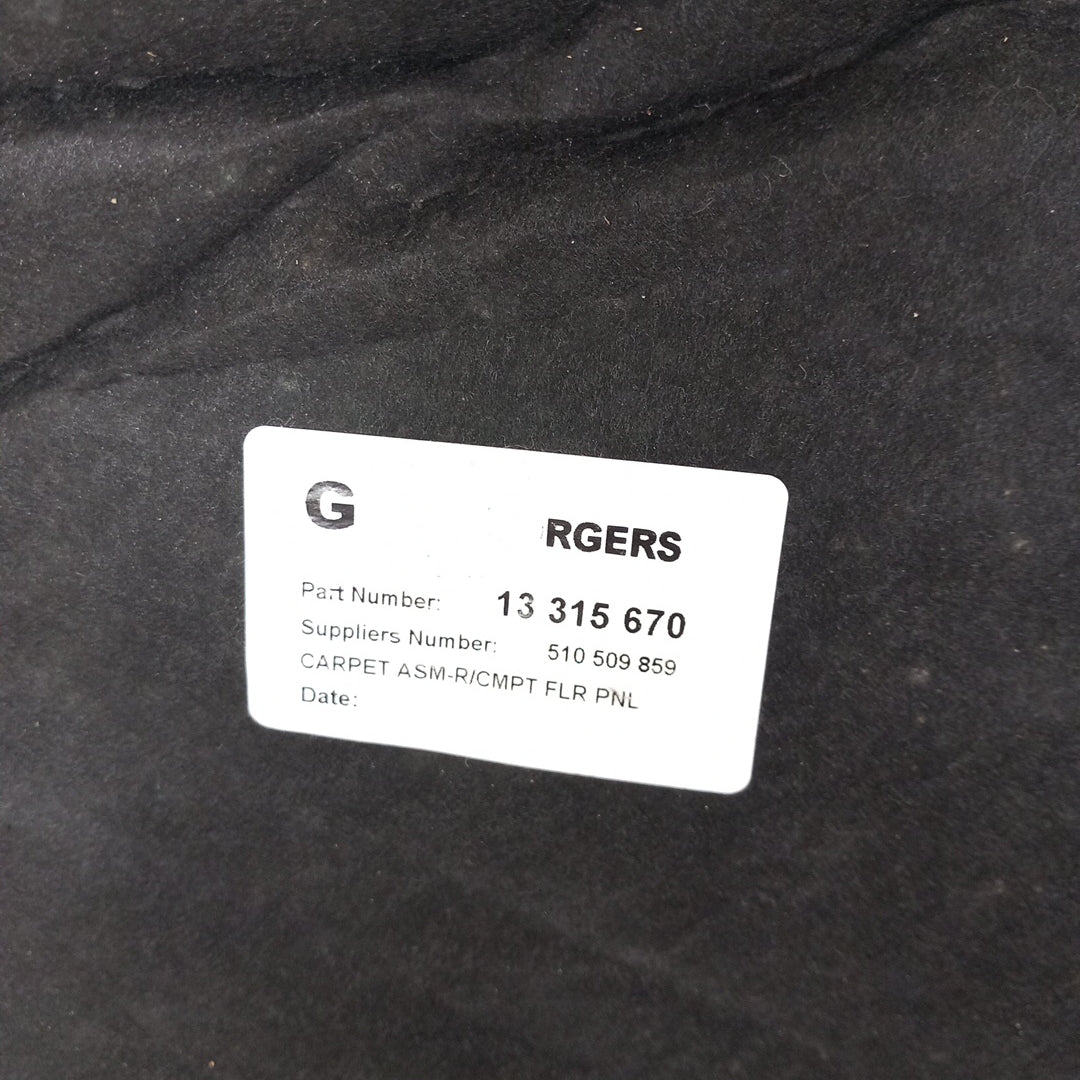 G RGERS
Part Number: 13 315 670
Suppliers Number: 510 509 859
CARPET ASM-R/CMPT FLR PNL
Date: